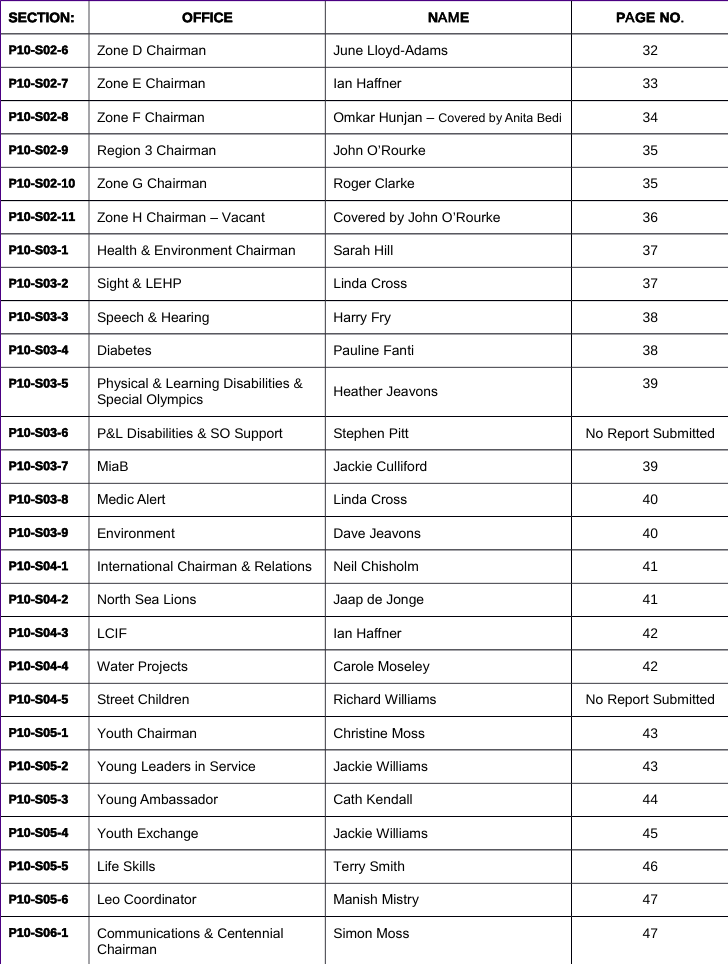 SECTION: OFFICE NAME PAGE NO.
P10-S02-6 Zone D Chairman June Lloyd-Adams 32
P10-S02-7 Zone E Chairman Ian Haffner 33
P10-S02-8 Zone F Chairman Omkar Hunjan – Covered by Anita Bedi 34
P10-S02-9 Region 3 Chairman John O’Rourke 35
P10-S02-10 Zone G Chairman Roger Clarke 35
P10-S02-11 Zone H Chairman – Vacant Covered by John O’Rourke 36
P10-S03-1 Health & Environment Chairman Sarah Hill 37
P10-S03-2 Sight & LEHP Linda Cross 37
P10-S03-3 Speech & Hearing Harry Fry 38
P10-S03-4 Diabetes Pauline Fanti 38
P10-S03-5 Physical & Learning Disabilities & Heather Jeavons 39
Special Olympics
P10-S03-6 P&L Disabilities & SO Support Stephen Pitt No Report Submitted
P10-S03-7 MiaB Jackie Culliford 39
P10-S03-8 Medic Alert Linda Cross 40
P10-S03-9 Environment Dave Jeavons 40
P10-S04-1 International Chairman & Relations Neil Chisholm 41
P10-S04-2 North Sea Lions Jaap de Jonge 41
P10-S04-3 LCIF Ian Haffner 42
P10-S04-4 Water Projects Carole Moseley 42
P10-S04-5 Street Children Richard Williams No Report Submitted
P10-S05-1 Youth Chairman Christine Moss 43
P10-S05-2 Young Leaders in Service Jackie Williams 43
P10-S05-3 Young Ambassador Cath Kendall 44
P10-S05-4 Youth Exchange Jackie Williams 45
P10-S05-5 Life Skills Terry Smith 46
P10-S05-6 Leo Coordinator Manish Mistry 47
P10-S06-1 Communications & Centennial Simon Moss 47
Chairman